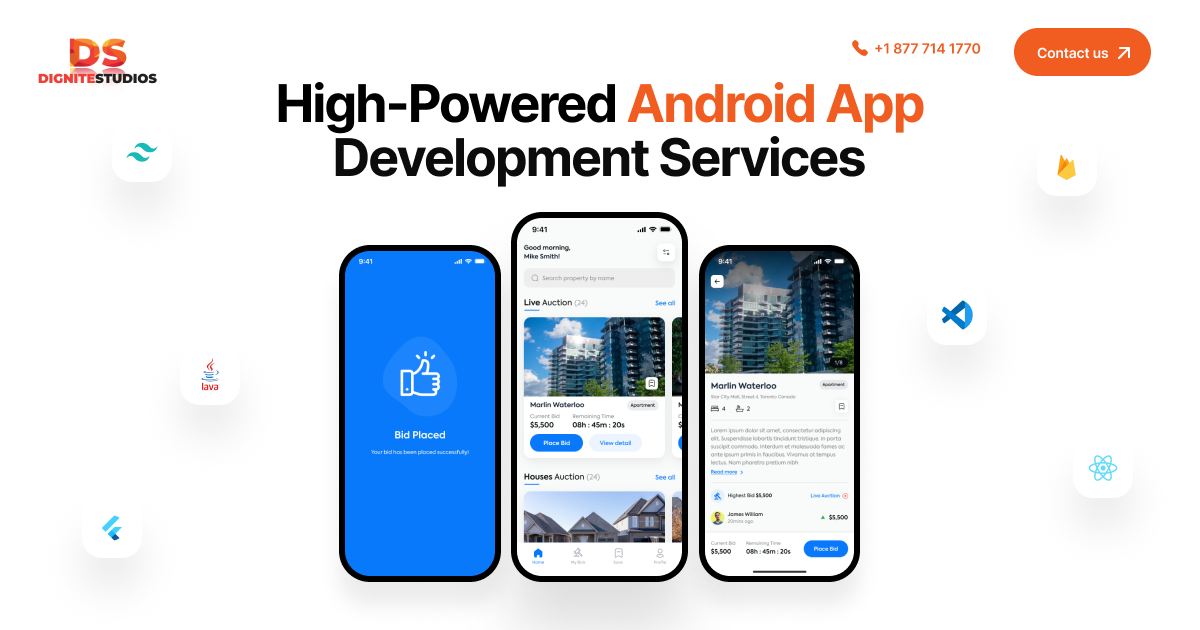 DS
DIGNITESTUDIOS
+1 877 714 1770
Contact us
High-Powered Android App
Development Services
Java
9:41
Bid Placed
Your bid has been placed successfully!
9:41
Good morning,
Mike Smith!
Search property by name
Live Auction (24)
See all
Marlin Waterloo
Apartment
Current Bid
Remaining Time
$5,500
08h : 45m : 20s
Place Bid
View detail
Houses Auction (24)
See all
Home
My Bids
Save
Profile
9:41
1/8
Marlin Waterloo
Apartment
Star City Mall, Street 4, Toronto Canada
4
2
Lorem ipsum dolor sit amet, consectetur adipiscing
elit. Suspendisse lobortis tincidunt tristique. In porta
suscipit commodo. Interdum et malesuada fames ac
ante ipsum primis in faucibus. Vivamus at tempus
lectus. Nam pharetra pretium nibh
Read more
Highest Bid $5,500
Live Auction
James William
20mins ago
$5,500
Current Bid
Remaining Time
$5,500
08h : 45m : 20s
Place Bid